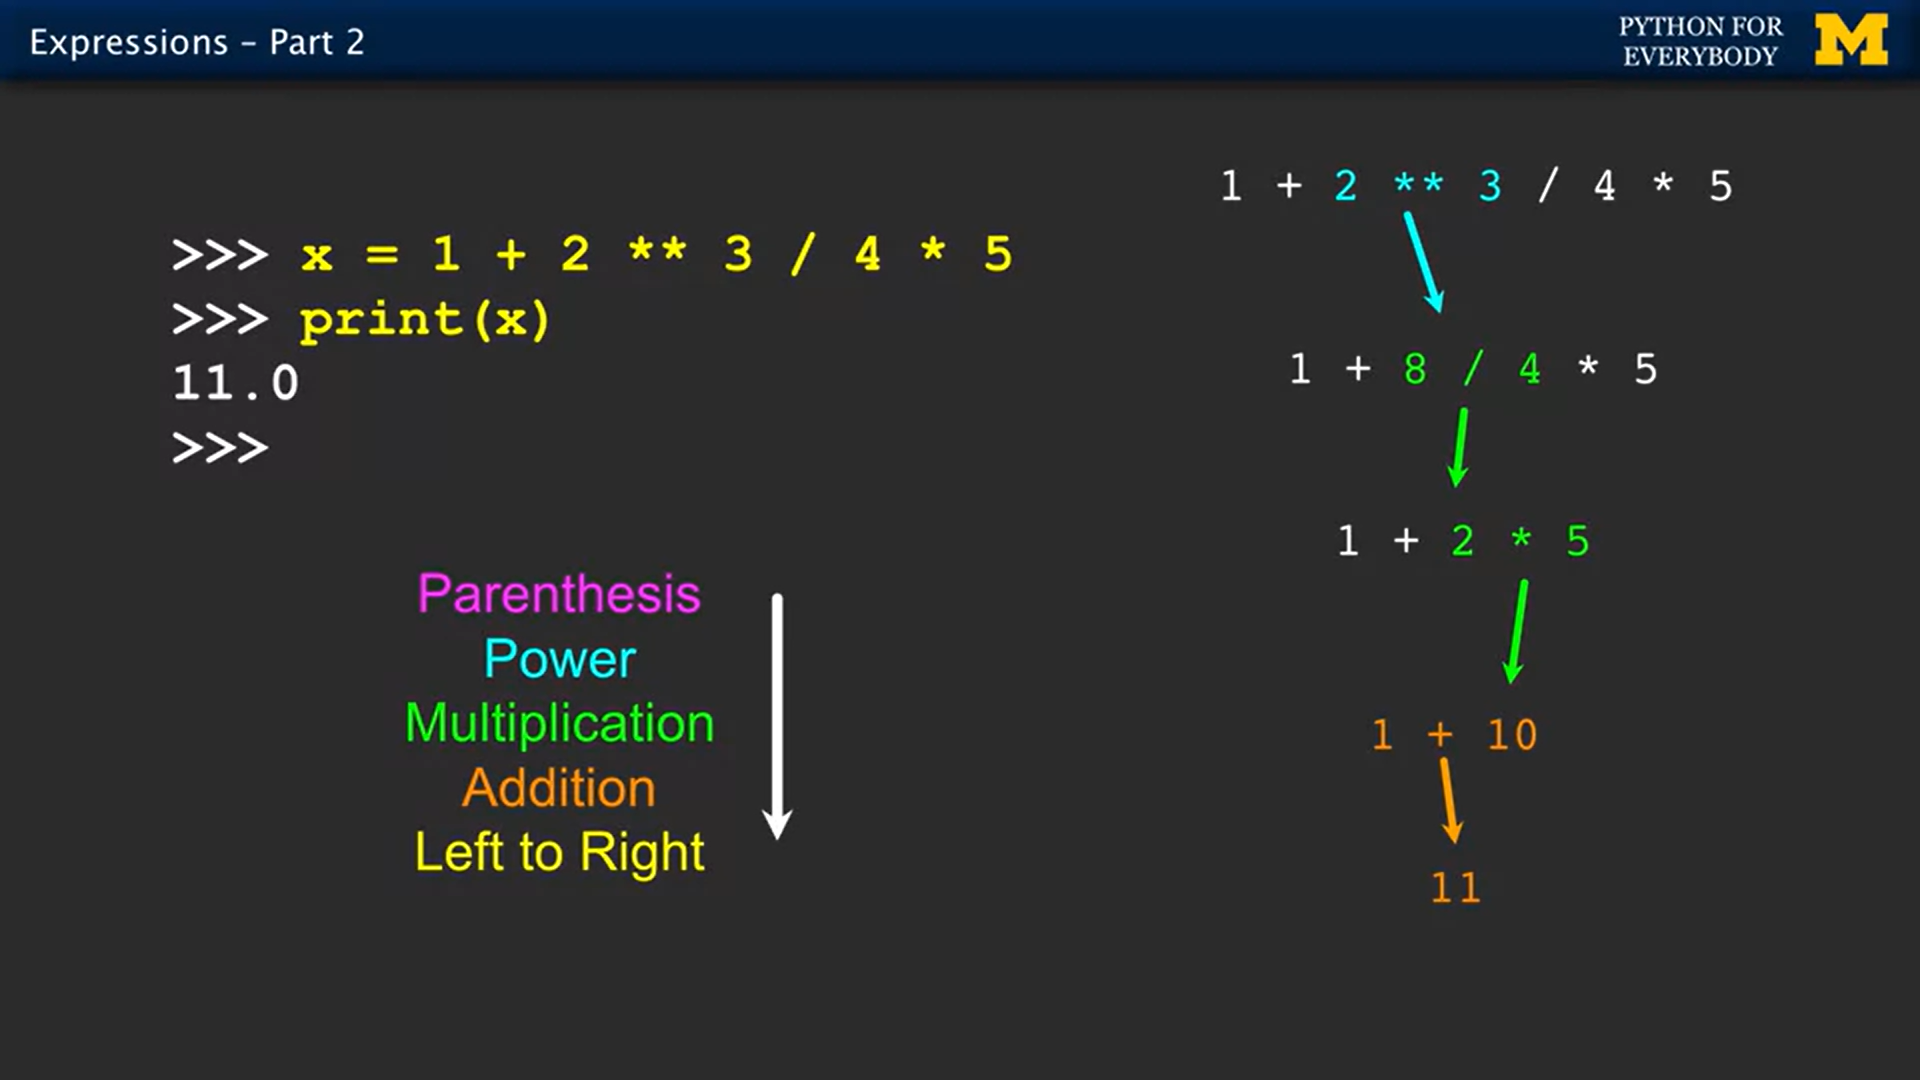 Expressions – Part 2
PYTHON FOR
EVERYBODY
M
>>> x = 1 + 2 ** 3 / 4 * 5
>>> print(x)
11.0
>>>
Parenthesis
Power
Multiplication
Addition
Left to Right
1 + 2 ** 3 / 4 * 5
1 + 8 / 4 * 5
1 + 2 * 5
1 + 10
11